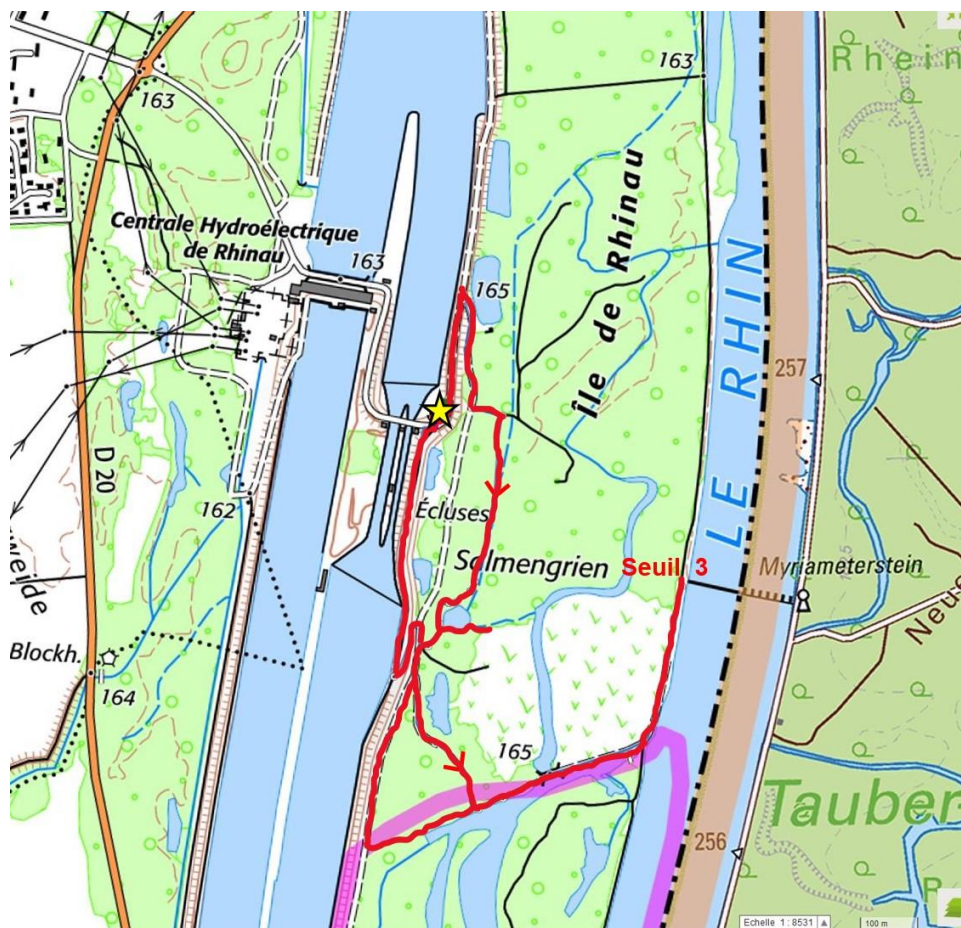 163
Centrale Hydroélectrique
de Rhinau
163
165
163
Île de Rhinau
Rhein
LE RHIN
257
D 20
162
Écluses
Salmengrien
Seuil 3
Myriameterstein
weide
Blockh.
164
165
Tauber
256
R
Echelle 1 : 8531
100 m